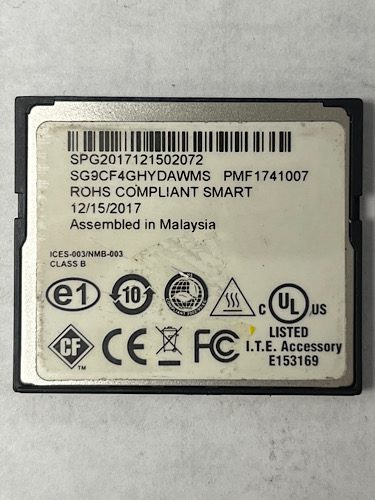 SPG2017121502072
SG9CF4GHYDAWMS PMF1741007
ROHS COMPLIANT SMART
12/15/2017
Assembled in Malaysia
ICES-003/NMB-003
CLASS B
e1 10 C UL US
CF TM CE FC LISTED
I.T.E. Accessory
E153169